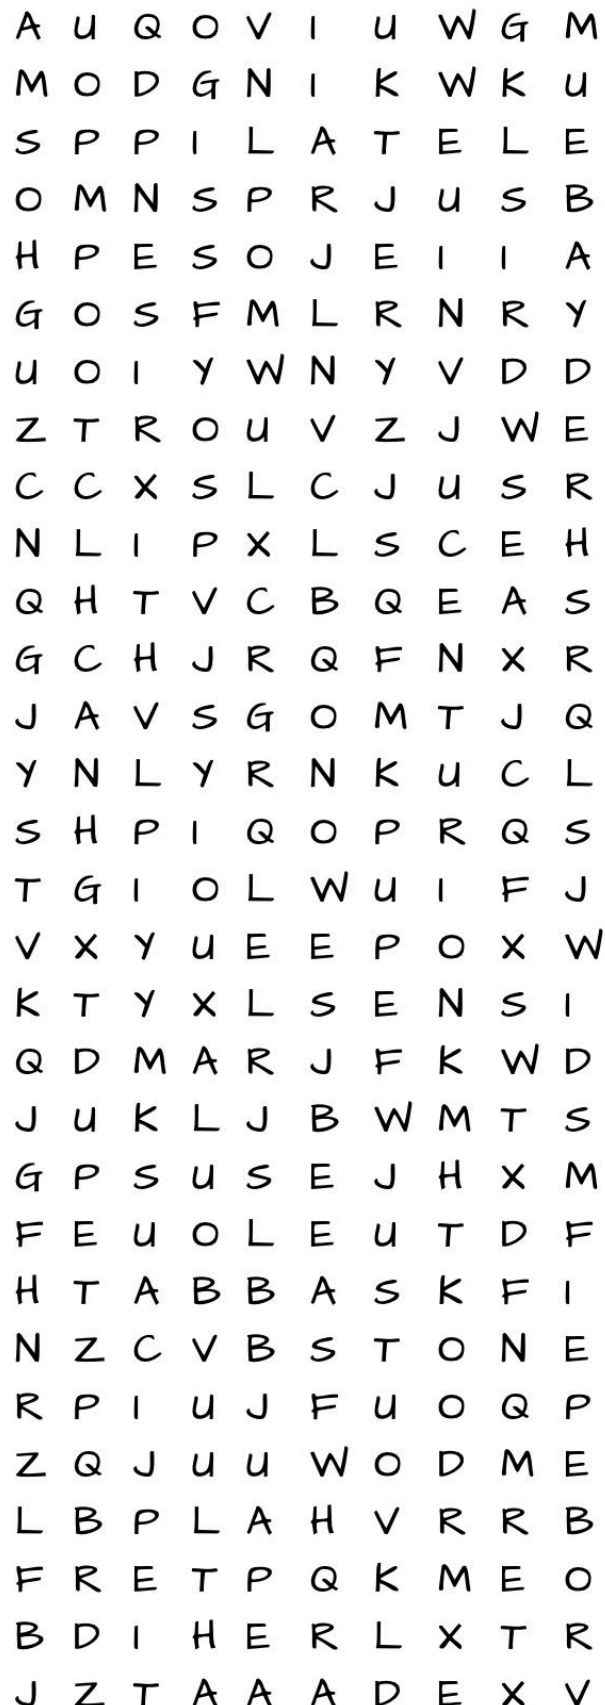 A U Q O V I U W G M
M O D G N I K W K U
S P P I L A T E L E
O M N S P R J U S B
H P E S O J E I I A
G O S F M L R N R Y
U O I Y W N Y V D D
Z T R O U V Z J W E
C C X S L C J U S R
N L I P X L S C E H
Q H T V C B Q E A S
G C H J R Q F N X R
J A V S G O M T J Q
Y N L Y R N K U C L
S H P I Q O P R Q S
T G I O L W U I F J
V X Y U E E P O X W
K T Y X L S E N S I
Q D M A R J F K W D
J U K L J B W M T S
G P S U S E J H X M
F E U O L E U T D F
H T A B B A S K F I
N Z C V B S T O N E
R P I U J F U O Q P
Z Q J U U W O D M E
L B P L A H V R R B
F R E T P Q K M E O
B D I H E R L X T R
J Z T A A A D E X V